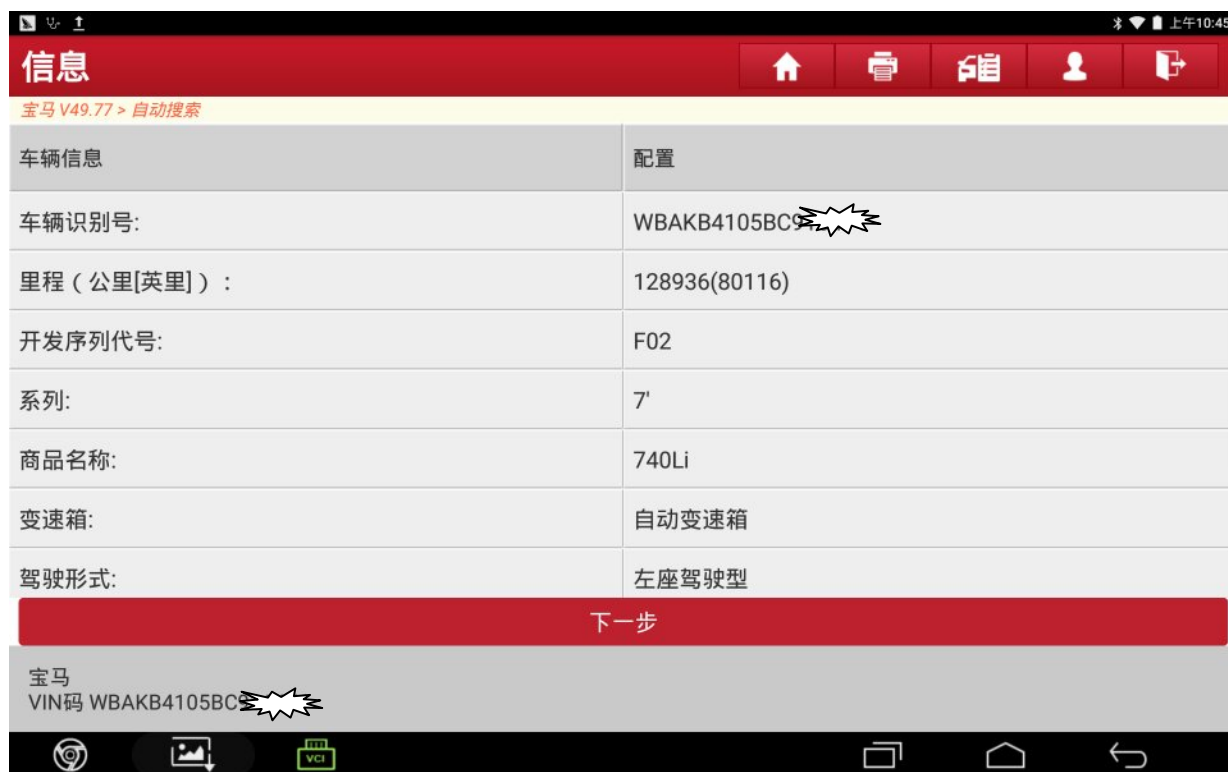 上午10:45
信息
宝马 V49.77 > 自动搜索
车辆信息 配置
车辆识别号: WBAKB4105BC9
里程（公里[英里]）： 128936(80116)
开发序列代号: F02
系列: 7'
商品名称: 740Li
变速箱: 自动变速箱
驾驶形式: 左座驾驶型
下一步
宝马
VIN码 WBAKB4105BC9
VCI